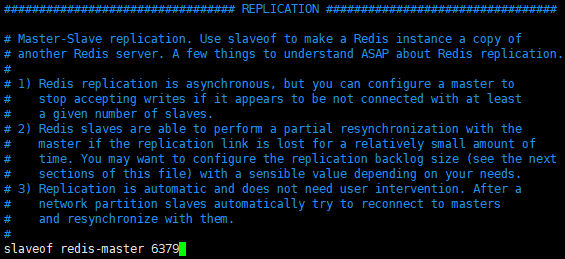 ################################# REPLICATION #################################
# Master-Slave replication. Use slaveof to make a Redis instance a copy of
# another Redis server. A few things to understand ASAP about Redis replication.
#
# 1) Redis replication is asynchronous, but you can configure a master to
#    stop accepting writes if it appears to be not connected with at least
#    a given number of slaves.
# 2) Redis slaves are able to perform a partial resynchronization with the
#    master if the replication link is lost for a relatively small amount of
#    time. You may want to configure the replication backlog size (see the next
#    sections of this file) with a sensible value depending on your needs.
# 3) Replication is automatic and does not need user intervention. After a
#    network partition slaves automatically try to reconnect to masters
#    and resynchronize with them.
#
slaveof redis-master 6379